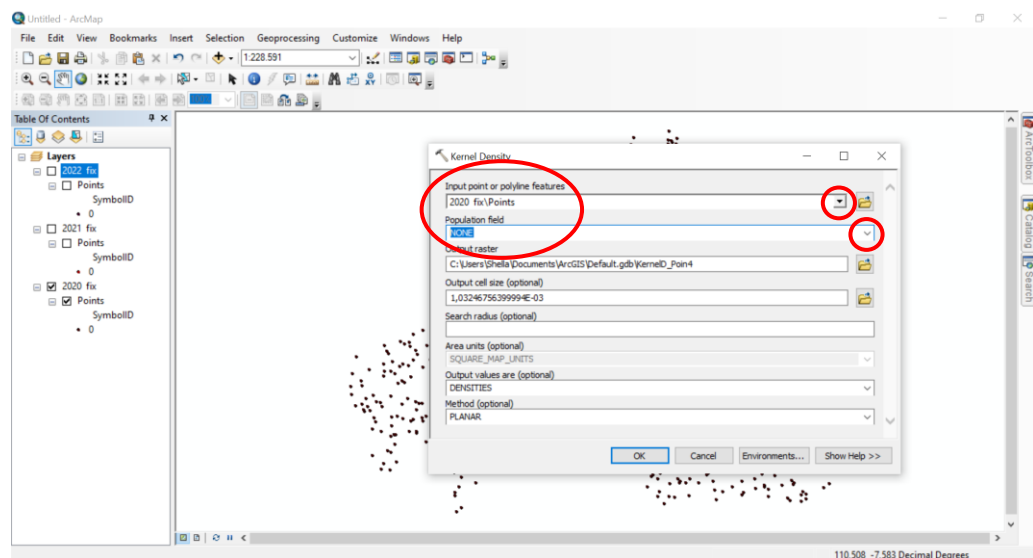 Untitled - ArcMap
File Edit View Bookmarks Insert Selection Geoprocessing Customize Windows Help
1:228.591
Table Of Contents
Layers
2022 fix
Points
SymbolID
0
2021 fix
Points
SymbolID
0
2020 fix
Points
SymbolID
0
Kernel Density
Input point or polyline features
2020 fix\Points
Population field
NONE
Output raster
C:\Users\Shella\Documents\ArcGIS\Default.gdb\KernelD_Poin4
Output cell size (optional)
1,03246756399994E-03
Search radius (optional)
Area units (optional)
SQUARE_MAP_UNITS
Output values are (optional)
DENSITIES
Method (optional)
PLANAR
OK Cancel Environments... Show Help >>
ArcToolbox
Catalog
Search
110,508 -7,583 Decimal Degrees